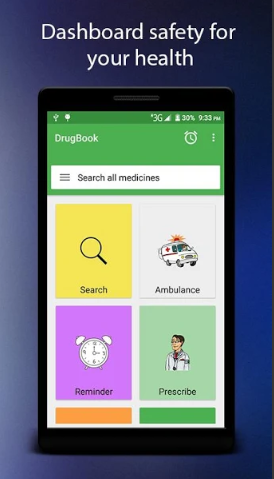 Dashboard safety for
your health
3G 30% 9:33 PM
DrugBook
Search all medicines
Search
Ambulance
Reminder
Prescribe